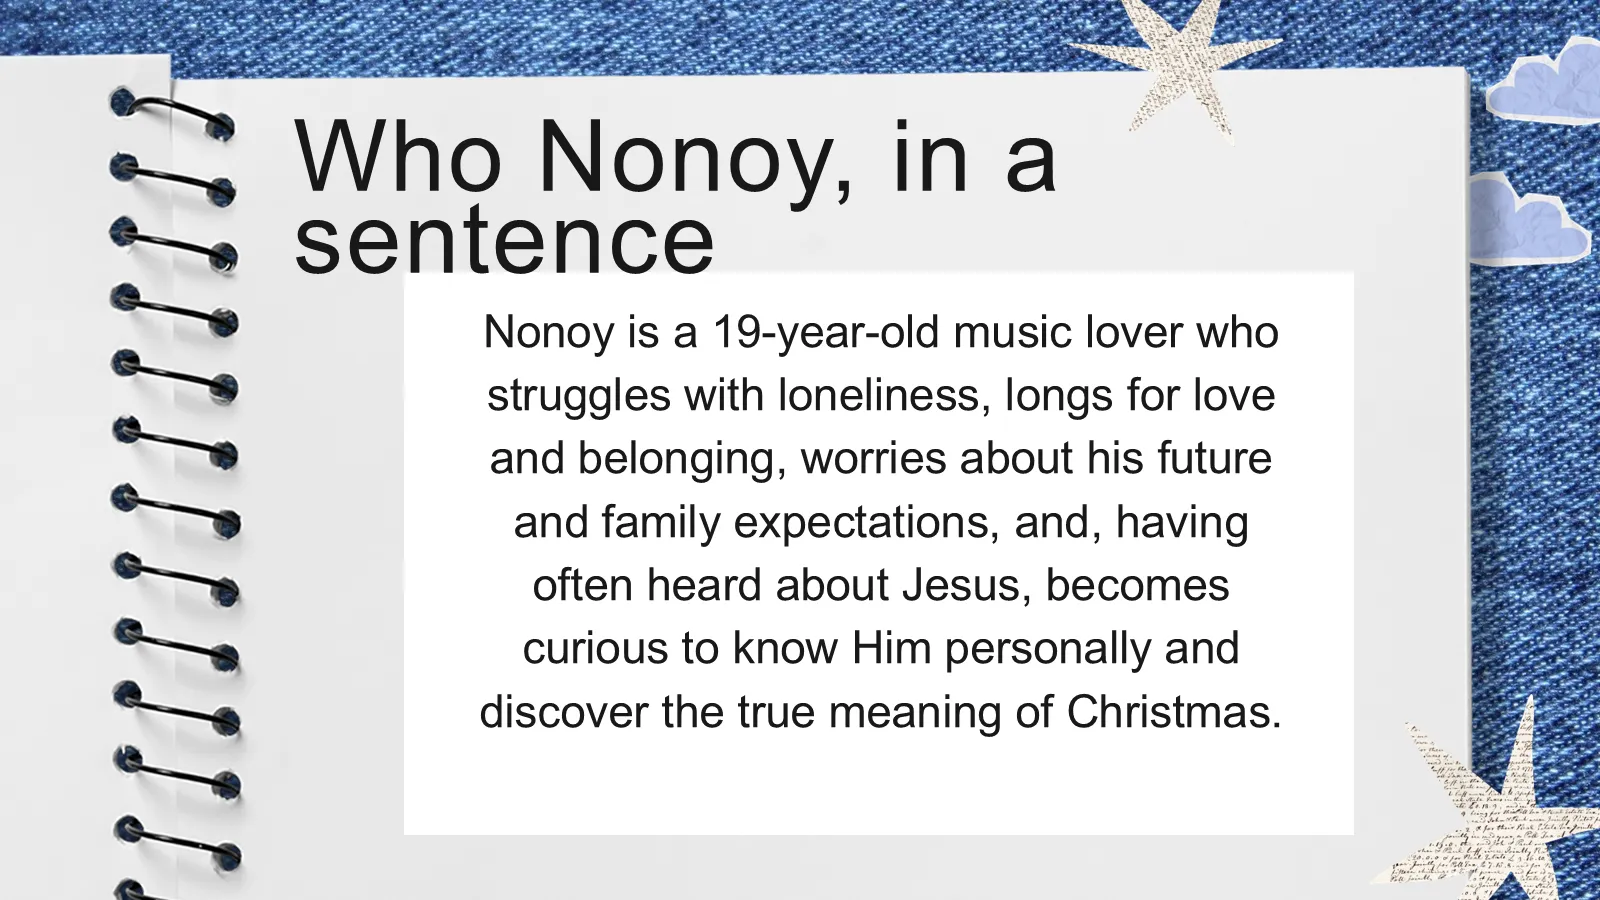 Who Nonoy, in a
sentence
Nonoy is a 19-year-old music lover who
struggles with loneliness, longs for love
and belonging, worries about his future
and family expectations, and, having
often heard about Jesus, becomes
curious to know Him personally and
discover the true meaning of Christmas.